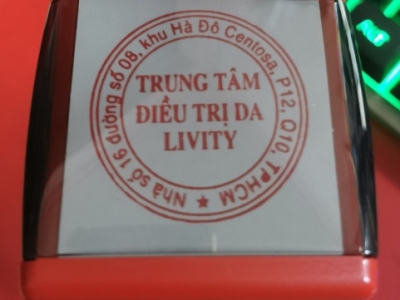 Nhà số 16 đường số 08, khu Hà Đô Centosa, P12, Q10, TPHCM
TRUNG TÂM
ĐIỀU TRỊ DA
LIVITY